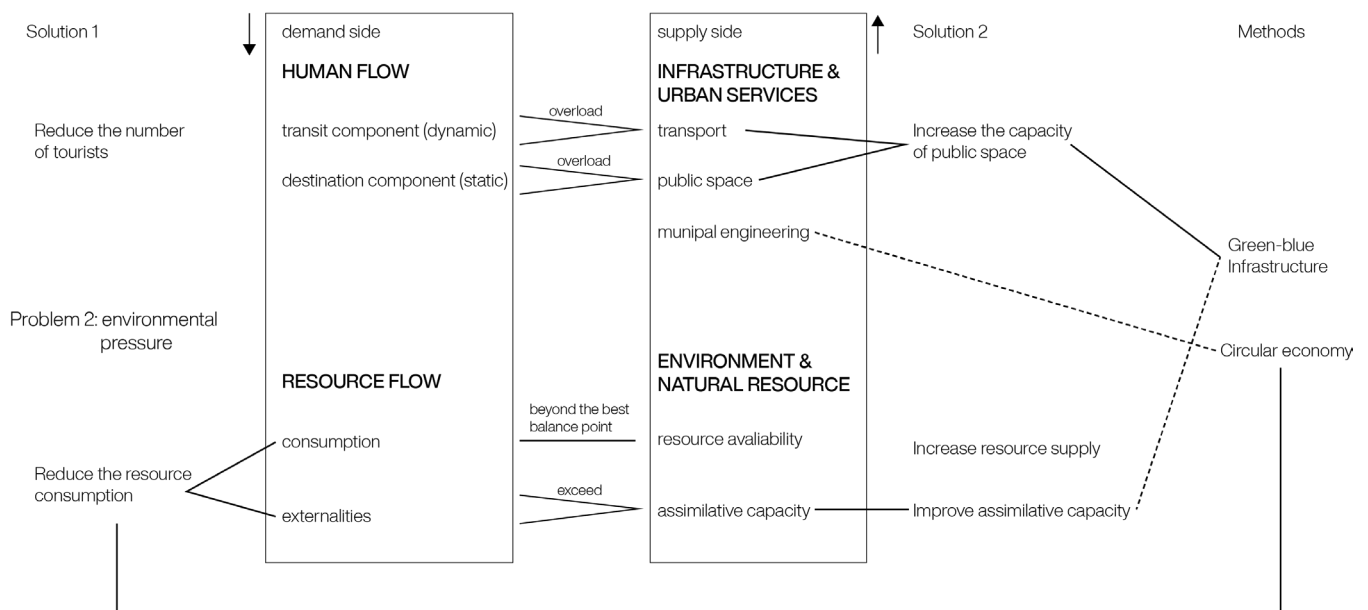 Solution 1
demand side
supply side
Solution 2
Methods
HUMAN FLOW
INFRASTRUCTURE &
URBAN SERVICES
Reduce the number
of tourists
transit component (dynamic)
overload
transport
Increase the capacity
of public space
destination component (static)
overload
public space
munipal engineering
Green-blue
Infrastructure
Problem 2: environmental
pressure
Circular economy
RESOURCE FLOW
ENVIRONMENT &
NATURAL RESOURCE
consumption
beyond the best
balance point
resource avaliability
Increase resource supply
Reduce the resource
consumption
externalities
exceed
assimilative capacity
Improve assimilative capacity